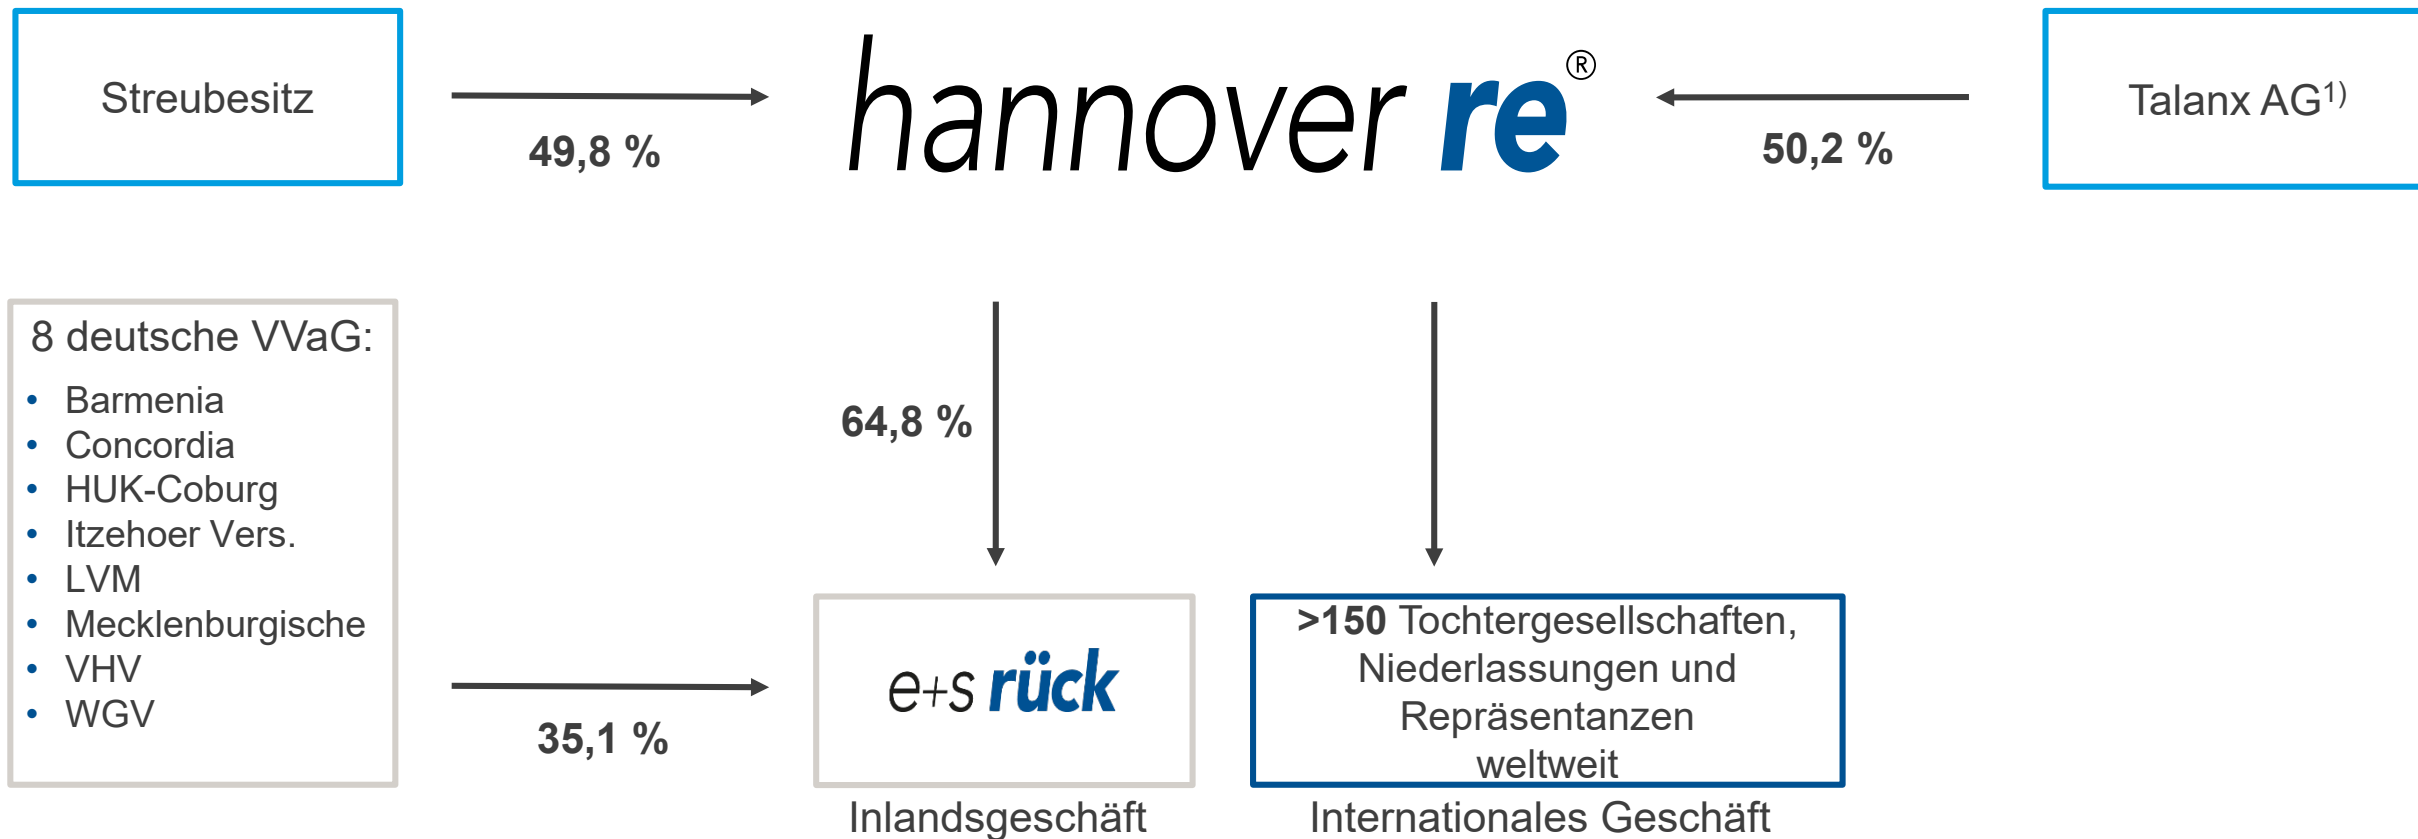 Streubesitz
49,8 %
hannover re®
50,2 %
Talanx AG¹⁾
8 deutsche VVaG:
• Barmenia
• Concordia
• HUK-Coburg
• Itzehoer Vers.
• LVM
• Mecklenburgische
• VHV
• WGV
35,1 %
64,8 %
e+s rück
Inlandsgeschäft
>150 Tochtergesellschaften,
Niederlassungen und
Repräsentanzen
weltweit
Internationales Geschäft